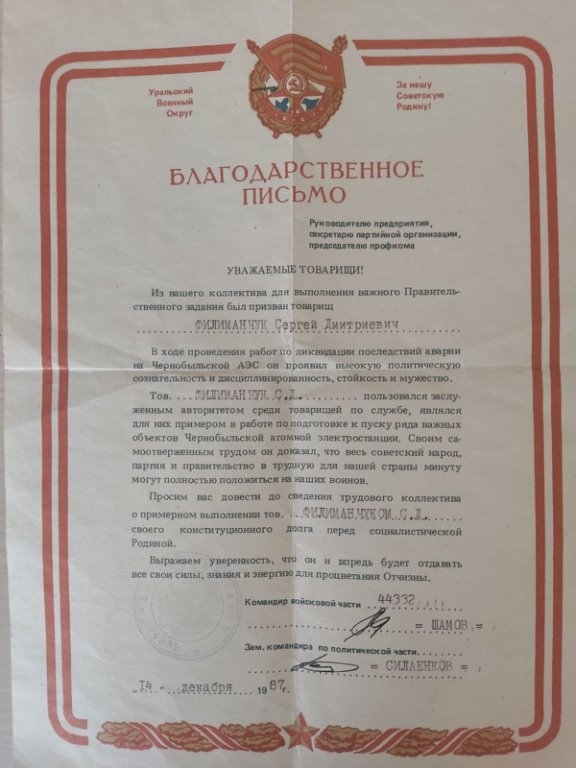 Уральский
Военный
Округ
За нашу
Советскую
Родину!
БЛАГОДАРСТВЕННОЕ
ПИСЬМО
Руководителю предприятия,
секретарю партийной организации,
председателю профкома
УВАЖАЕМЫЕ ТОВАРИЩИ!
Из вашего коллектива для выполнения важного Правитель-
ственного задания был призван товарищ
ФИЛИМАНЧУК Сергей Дмитриевич
В ходе проведения работ по ликвидации последствий аварии
на Чернобыльской АЭС он проявил высокую политическую
сознательность и дисциплинированность, стойкость и мужество.
Тов. ...ФИЛИМАНЧУК С.Д. ... пользовался заслу-
женным авторитетом среди товарищей по службе, являлся
для них примером в работе по подготовке к пуску ряда важных
объектов Чернобыльской атомной электростанции. Своим са-
моотверженным трудом он доказал, что весь советский народ,
партия и правительство в трудную для нашей страны минуту
могут полностью положиться на наших воинов.
Просим вас довести до сведения трудового коллектива
о примерном выполнении тов. ...ФИЛИМАНЧУКОМ С.Д.
своего конституционного долга перед социалистической
Родиной.
Выражаем уверенность, что он и впредь будет отдавать
все свои силы, знания и энергию для процветания Отчизны.
Командир войсковой части 44332
= ШАМОВ =
Зам. командира по политической части
= СИЛАЕНКОВ =
"14" декабря 1987г.